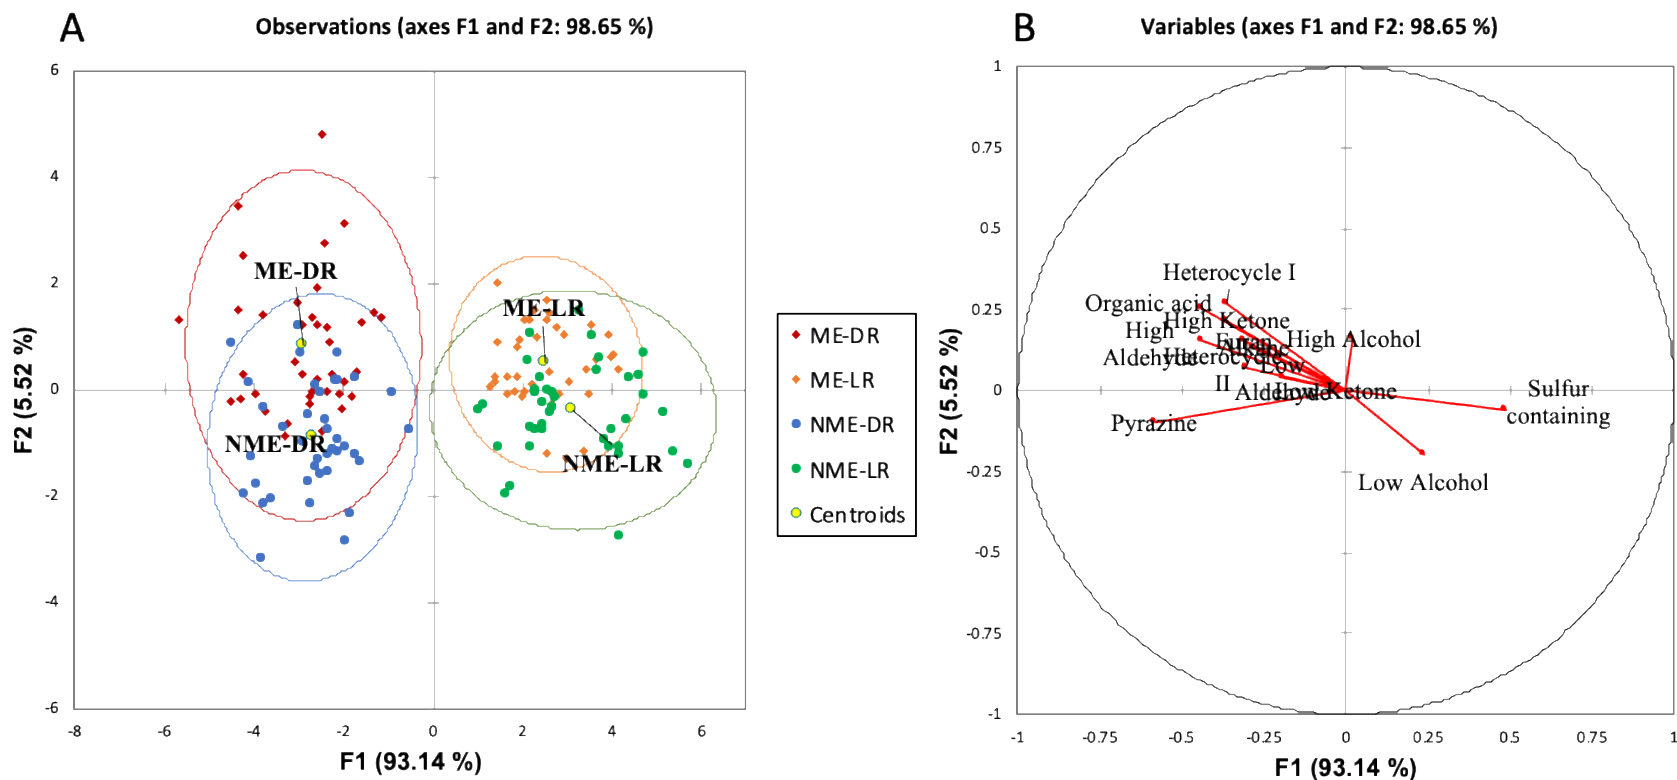 A
Observations (axes F1 and F2: 98.65 %)
6
4
2
0
-2
-4
-6
-8
-6
-4
-2
0
2
4
6
F2 (5.52 %)
F1 (93.14 %)
ME-DR
ME-LR
NME-DR
NME-LR
ME-DR
ME-LR
NME-DR
NME-LR
Centroids
B
Variables (axes F1 and F2: 98.65 %)
1
0.75
0.5
0.25
0
-0.25
-0.5
-0.75
-1
-1
-0.75
-0.5
-0.25
0
0.25
0.5
0.75
1
F2 (5.52 %)
F1 (93.14 %)
Heterocycle I
Organic acid
High Ketone
High
Aldehyde
Furan
High Alcohol
Heterocycle
II
Low
Aldehyde
Low Ketone
Pyrazine
Sulfur
containing
Low Alcohol